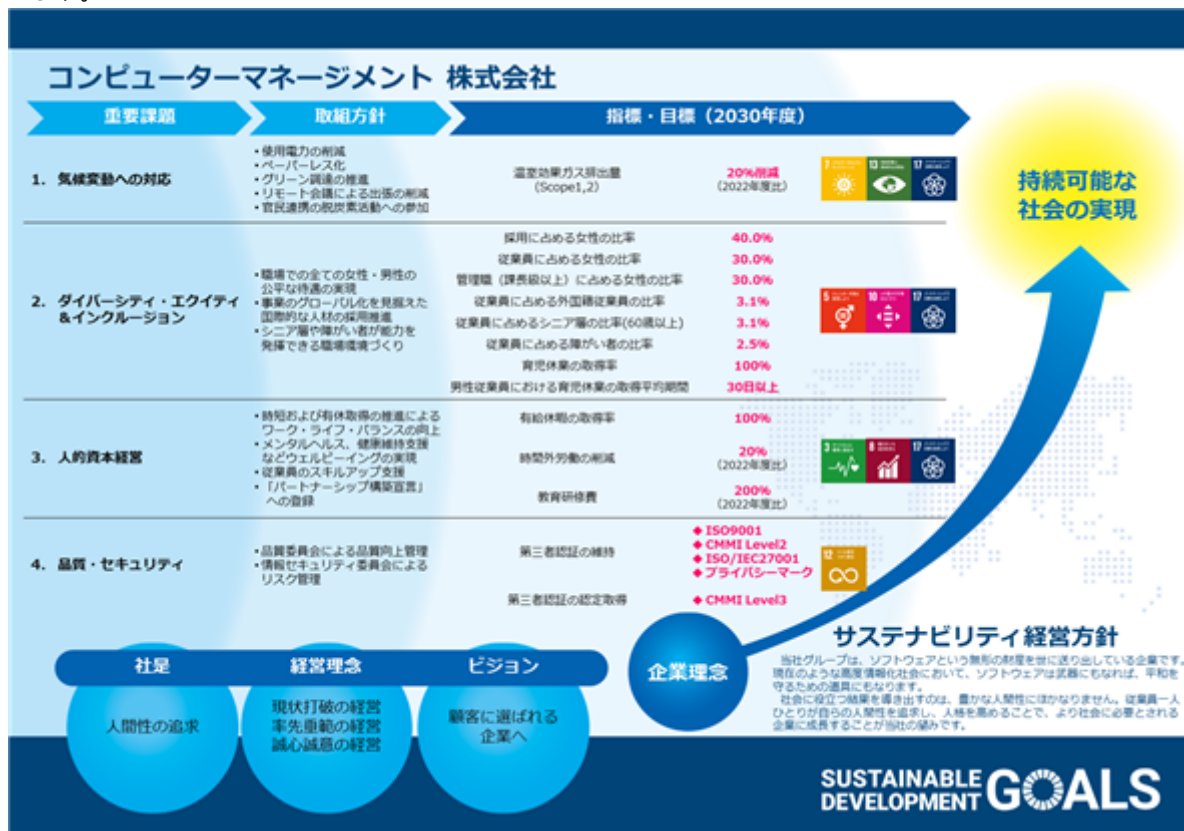 コンピューターマネージメント 株式会社
重要課題
取組方針
指標・目標（2030年度）
1. 気候変動への対応
・使用電力の削減
・ペーパーレス化
・グリーン調達の推進
・リモート会議による出張の削減
・官民連携の脱炭素活動への参加
温室効果ガス排出量
(Scope1,2)
20%削減
(2022年度比)
7
13
17
2. ダイバーシティ・エクイティ
&インクルージョン
・職場での全ての女性・男性の
公平な待遇の実現
・事業のグローバル化を見据えた
国際的な人材の採用推進
・シニア層や障がい者が能力を
発揮できる職場環境づくり
採用に占める女性の比率 40.0%
従業員に占める女性の比率 30.0%
管理職（課長級以上）に占める女性の比率 30.0%
従業員に占める外国籍従業員の比率 3.1%
従業員に占めるシニア層の比率(60歳以上) 3.1%
従業員に占める障がい者の比率 2.5%
育児休業の取得率 100%
男性従業員における育児休業の取得平均期間 30日以上
5
10
17
3. 人的資本経営
・時短および有休取得の推進による
ワーク・ライフ・バランスの向上
・メンタルヘルス、健康維持支援
などウェルビーイングの実現
・従業員のスキルアップ支援
・「パートナーシップ構築宣言」
への登録
有給休暇の取得率 100%
時間外労働の削減 20%
(2022年度比)
教育研修費 200%
(2022年度比)
3
8
17
4. 品質・セキュリティ
・品質委員会による品質向上管理
・情報セキュリティ委員会による
リスク管理
第三者認証の維持
◆ISO9001
◆CMMI Level2
◆ISO/IEC27001
◆プライバシーマーク
第三者認証の認定取得 ◆CMMI Level3
12
持続可能な
社会の実現
社是
人間性の追求
経営理念
現状打破の経営
率先垂範の経営
誠心誠意の経営
ビジョン
顧客に選ばれる
企業へ
企業理念
サステナビリティ経営方針
当社グループは、ソフトウェアという無形の財産を世に送り出している企業です。
現在のような高度情報化社会において、ソフトウェアは武器にもなれば、平和を
守るための道具にもなります。
社会に役立つ結果を導き出すのは、豊かな人間性にほかなりません。従業員一人
ひとりが自らの人間性を追求し、人格を高めることで、より社会に必要とされる
企業に成長することが当社の望みです。
SUSTAINABLE
DEVELOPMENT GOALS